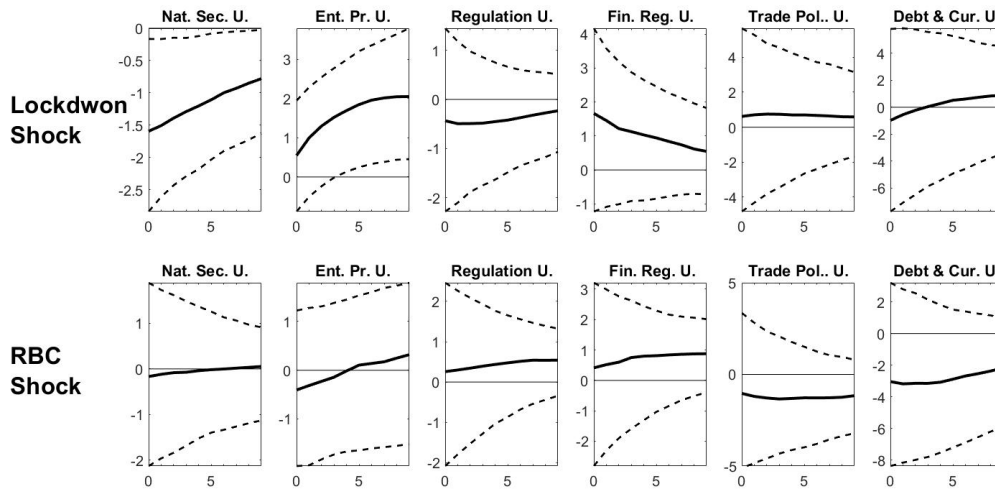 Nat. Sec. U. Ent. Pr. U. Regulation U. Fin. Reg. U. Trade Pol.. U. Debt & Cur. U.
Lockdwon
Shock
0 -0.5 -1 -1.5 -2 -2.5
0 5
3 2 1 0
0 5
1 0 -1 -2
0 5
4 3 2 1 0 -1
0 5
4 2 0 -2 -4
0 5
4 2 0 -2 -4 -6
0 5
Nat. Sec. U. Ent. Pr. U. Regulation U. Fin. Reg. U. Trade Pol.. U. Debt & Cur. U.
RBC
Shock
1 0 -1 -2
0 5
1 0 -1
0 5
2 1 0 -1 -2
0 5
3 2 1 0 -1 -2
0 5
5 0 -5
0 5
2 0 -2 -4 -6 -8
0 5